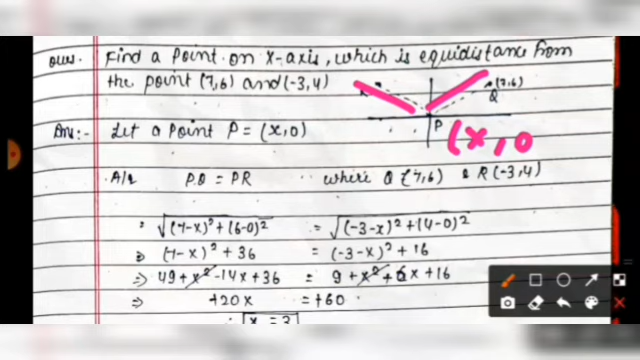 Ques. Find a Point on x-axis, which is equidistance from
the point (7,6) and (-3,4)
(7,6)
Q
P
(x, 0
Ans:- Let a Point P = (x,0)
A/q PQ = PR where Q (7,6) & R(-3,4)
= √(7-x)²+(6-0)² = √(-3-x)²+(4-0)²
⇒ (7-x)²+36 = (-3-x)²+16
⇒ 49+x²-14x+36 = 9+x²+6x+16
⇒ +20x = +60
∴ x = 3